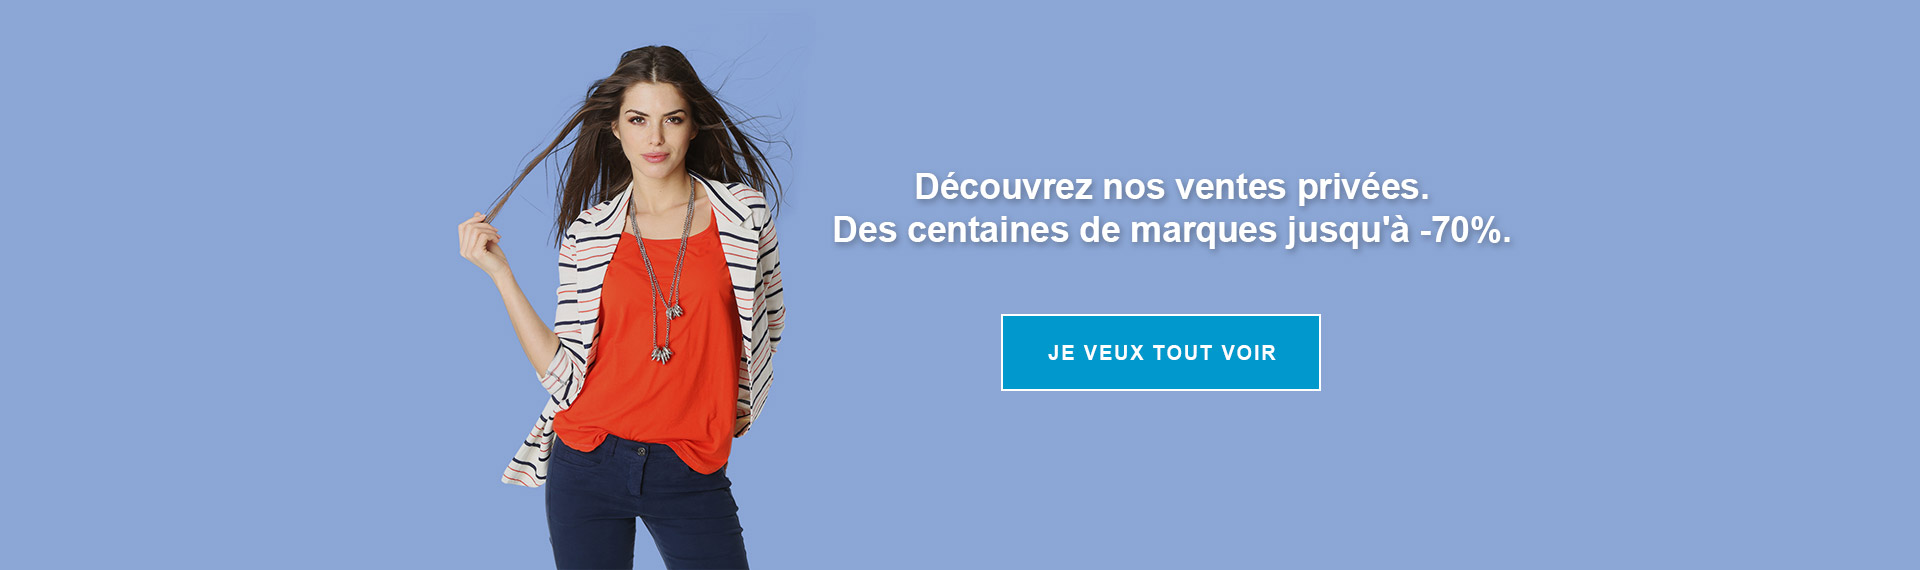 Découvrez nos ventes privées.
Des centaines de marques jusqu'à -70%.
JE VEUX TOUT VOIR